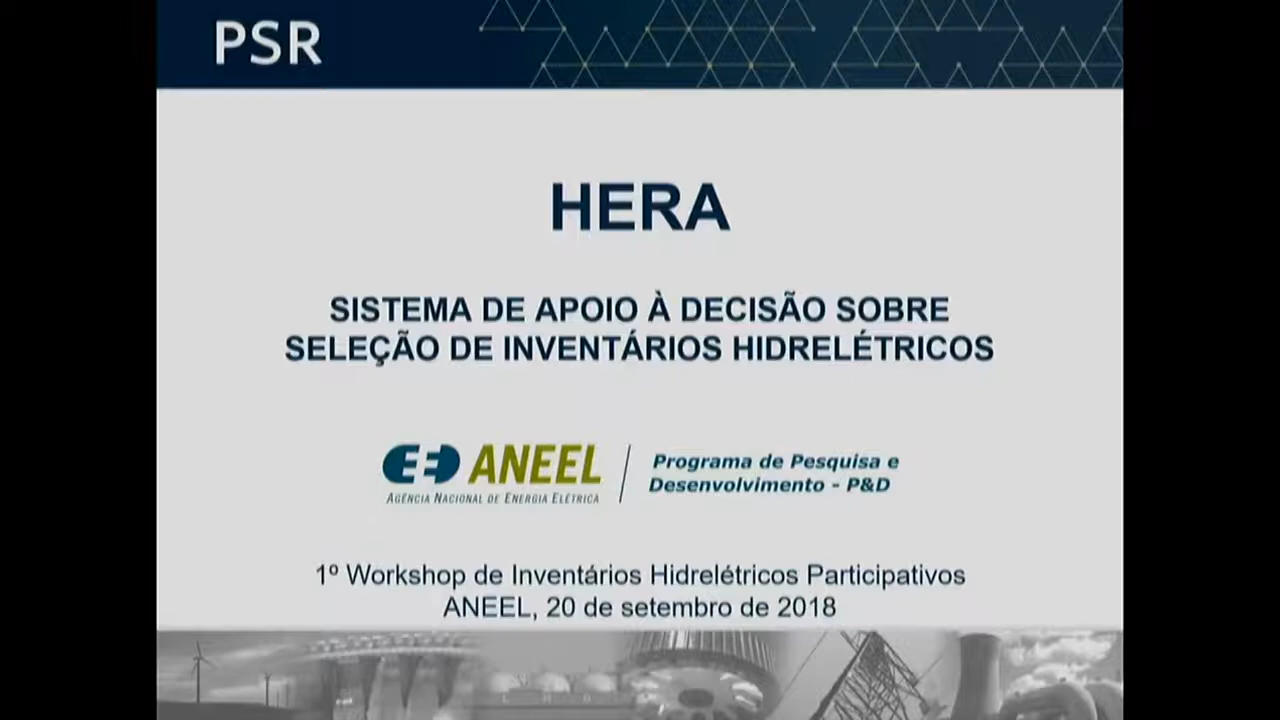 PSR
HERA
SISTEMA DE APOIO À DECISÃO SOBRE
SELEÇÃO DE INVENTÁRIOS HIDRELÉTRICOS
ANEEL
AGÊNCIA NACIONAL DE ENERGIA ELÉTRICA
Programa de Pesquisa e
Desenvolvimento - P&D
1º Workshop de Inventários Hidrelétricos Participativos
ANEEL, 20 de setembro de 2018